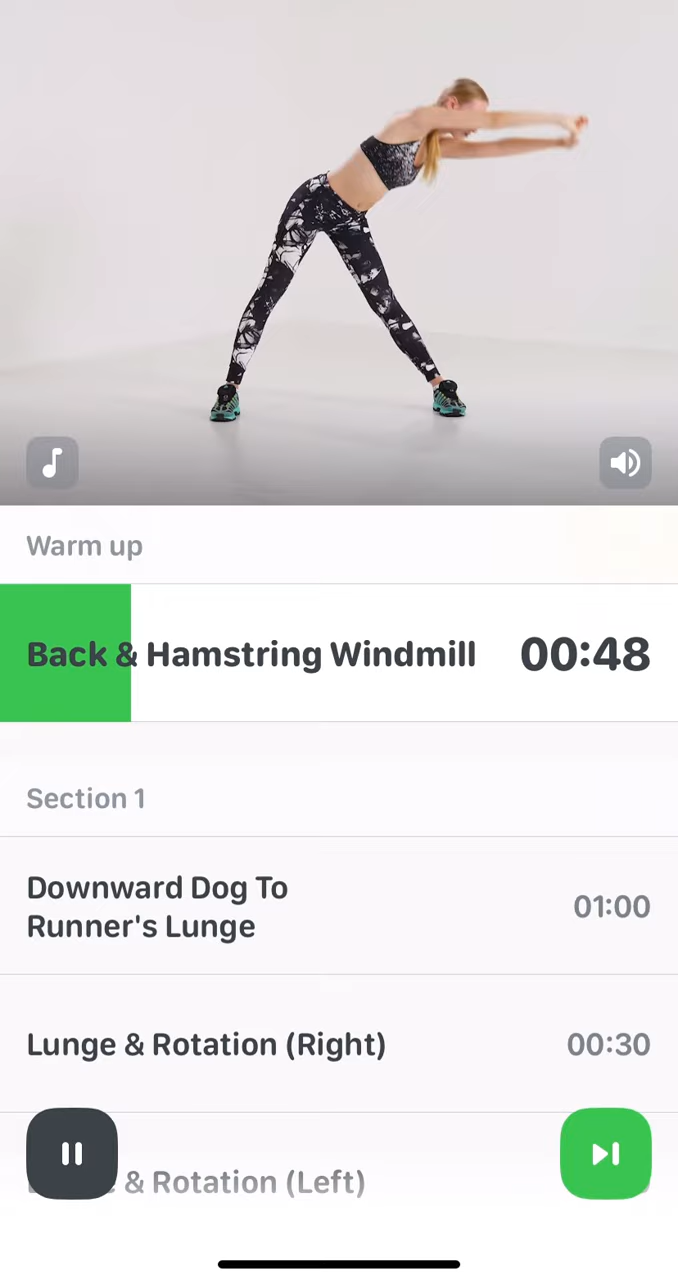 Warm up
Back & Hamstring Windmill 00:48
Section 1
Downward Dog To
Runner's Lunge
01:00
Lunge & Rotation (Right) 00:30
& Rotation (Left)